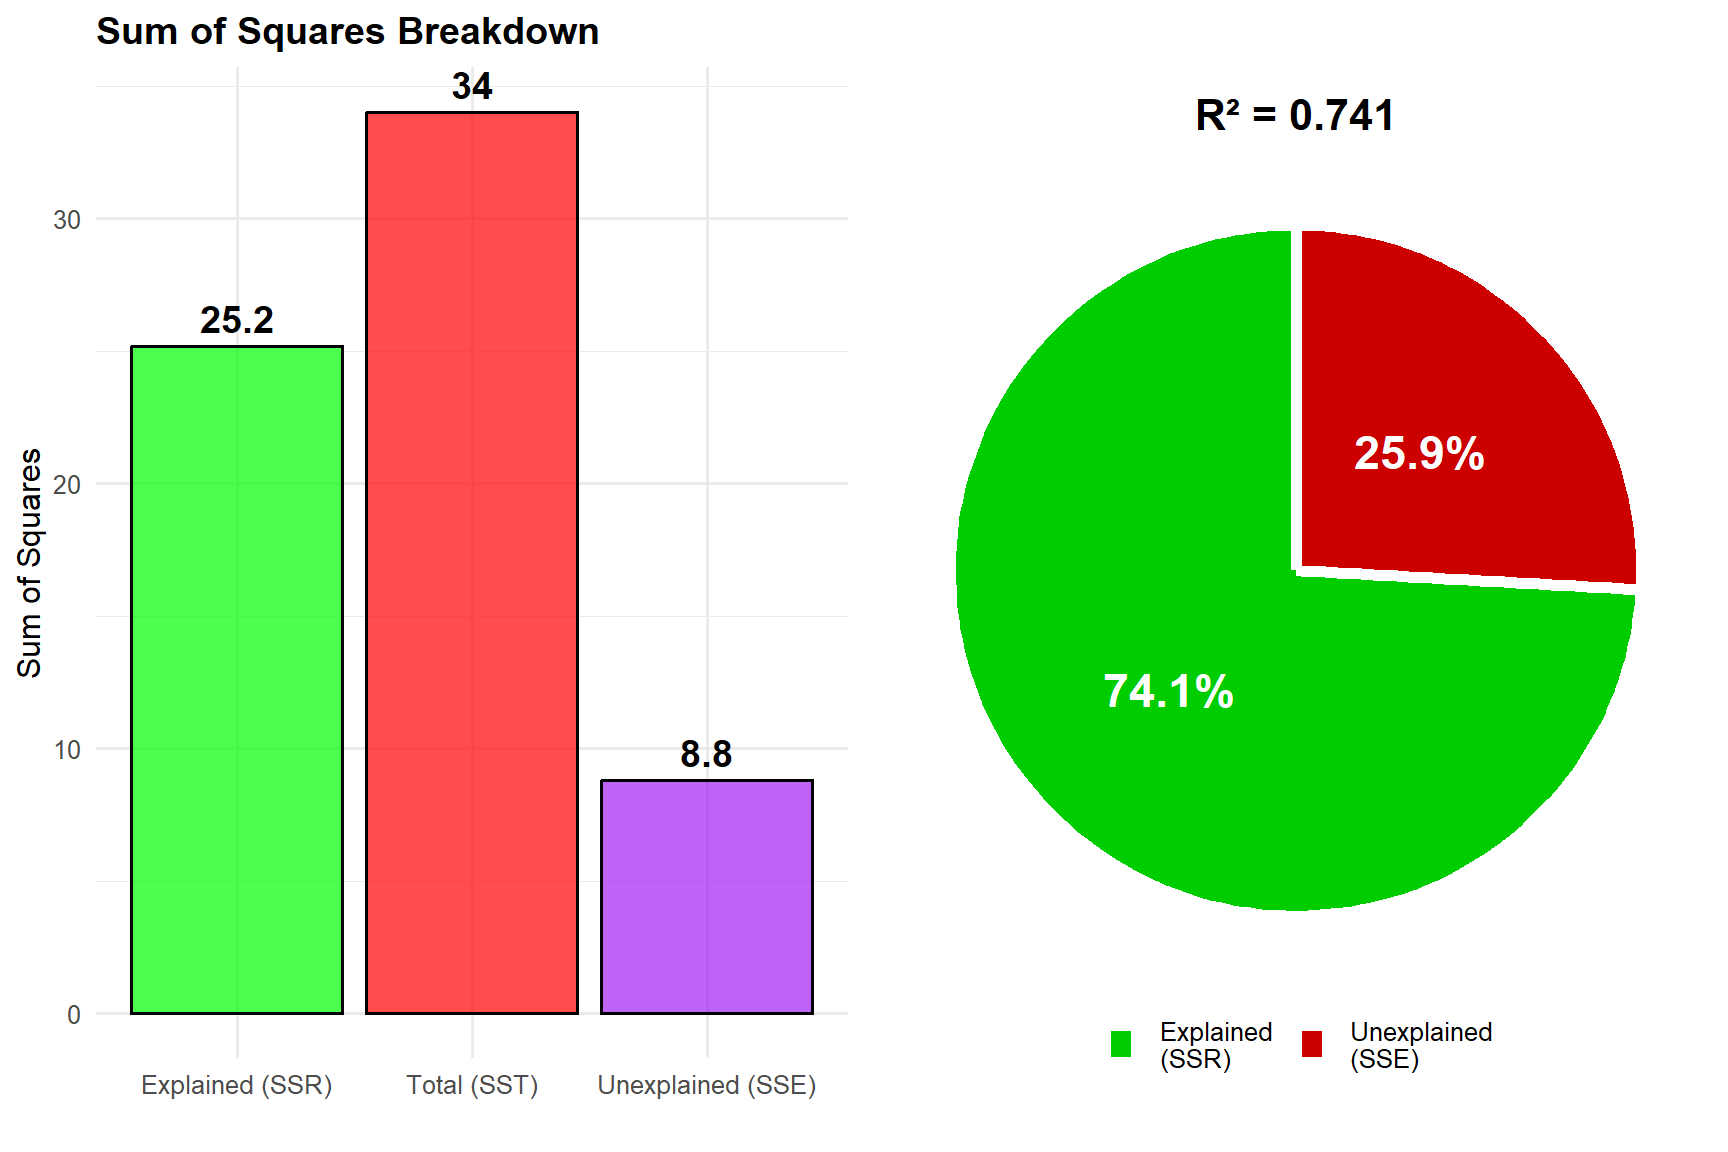 Sum of Squares Breakdown
Sum of Squares
30
20
10
0
25.2
34
8.8
Explained (SSR)
Total (SST)
Unexplained (SSE)
R² = 0.741
25.9%
74.1%
Explained
(SSR)
Unexplained
(SSE)